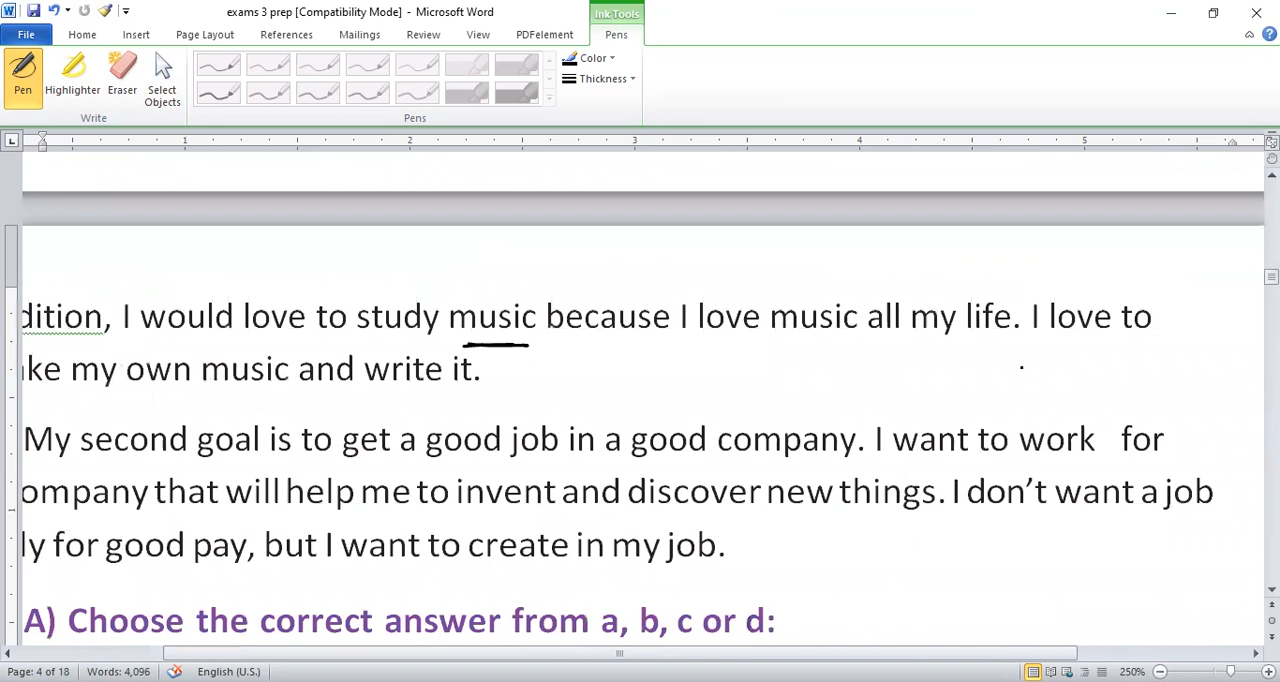 exams 3 prep [Compatibility Mode] - Microsoft Word
Ink Tools
File Home Insert Page Layout References Mailings Review View PDFelement Pens
Pen Highlighter Eraser Select Objects
Color
Thickness
Write Pens
1 2 3 4 5
dition, I would love to study music because I love music all my life. I love to
ke my own music and write it.
My second goal is to get a good job in a good company. I want to work for
ompany that will help me to invent and discover new things. I don't want a job
ly for good pay, but I want to create in my job.
A) Choose the correct answer from a, b, c or d:
Page: 4 of 18 Words: 4,096 English (U.S.) 250%